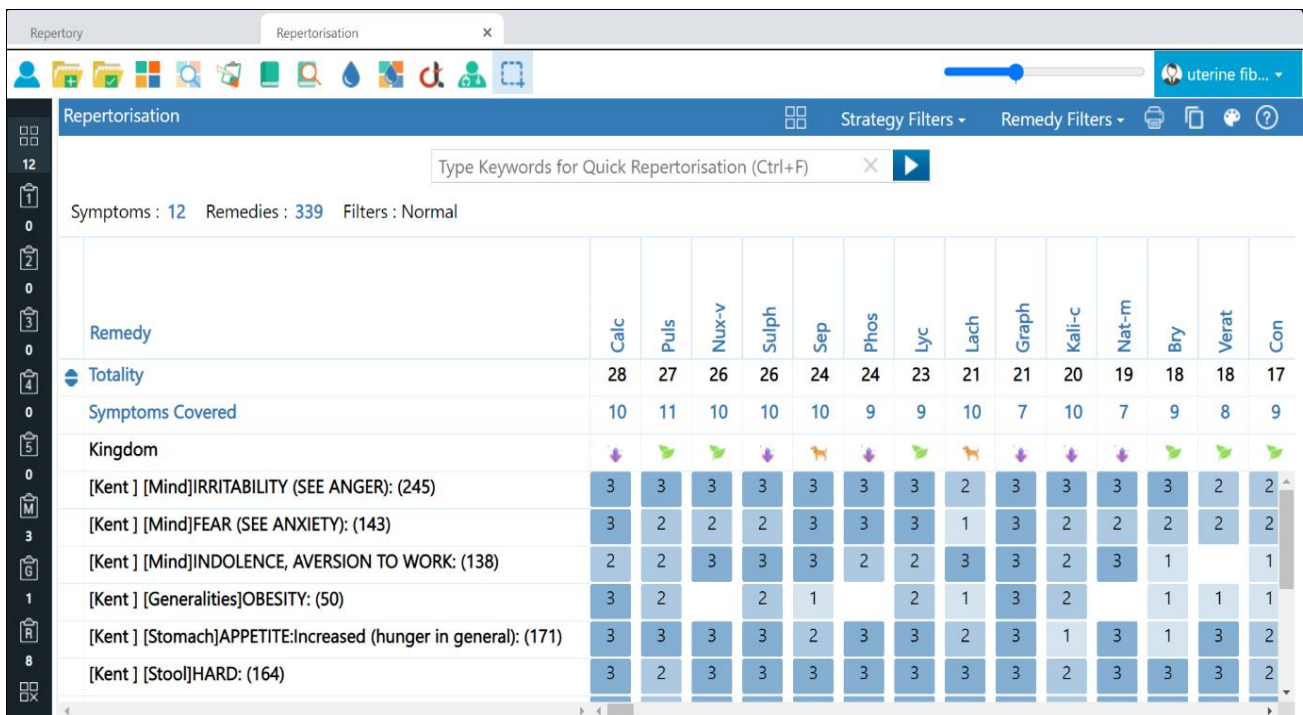 Repertory Repertorisation ×
uterine fib...
Repertorisation Strategy Filters Remedy Filters
12
Type Keywords for Quick Repertorisation (Ctrl+F)
1
0
Symptoms : 12 Remedies : 339 Filters : Normal
2
0
3
0
Remedy Calc Puls Nux-v Sulph Sep Phos Lyc Lach Graph Kali-c Nat-m Bry Verat Con
4
Totality 28 27 26 26 24 24 23 21 21 20 19 18 18 17
0
Symptoms Covered 10 11 10 10 10 9 9 10 7 10 7 9 8 9
5
Kingdom
0
[Kent ] [Mind]IRRITABILITY (SEE ANGER): (245) 3 3 3 3 3 3 3 2 3 3 3 3 2 2
M
3
[Kent ] [Mind]FEAR (SEE ANXIETY): (143) 3 2 2 2 3 3 3 1 3 2 2 2 2 2
G
[Kent ] [Mind]INDOLENCE, AVERSION TO WORK: (138) 2 2 3 3 3 2 2 3 3 2 3 1 1
1
[Kent ] [Generalities]OBESITY: (50) 3 2 2 1 2 1 3 2 1 1 1
R
[Kent ] [Stomach]APPETITE:Increased (hunger in general): (171) 3 3 3 3 2 3 3 2 3 1 3 1 3 2
8
[Kent ] [Stool]HARD: (164) 3 2 3 3 3 3 3 3 3 2 3 3 3 2